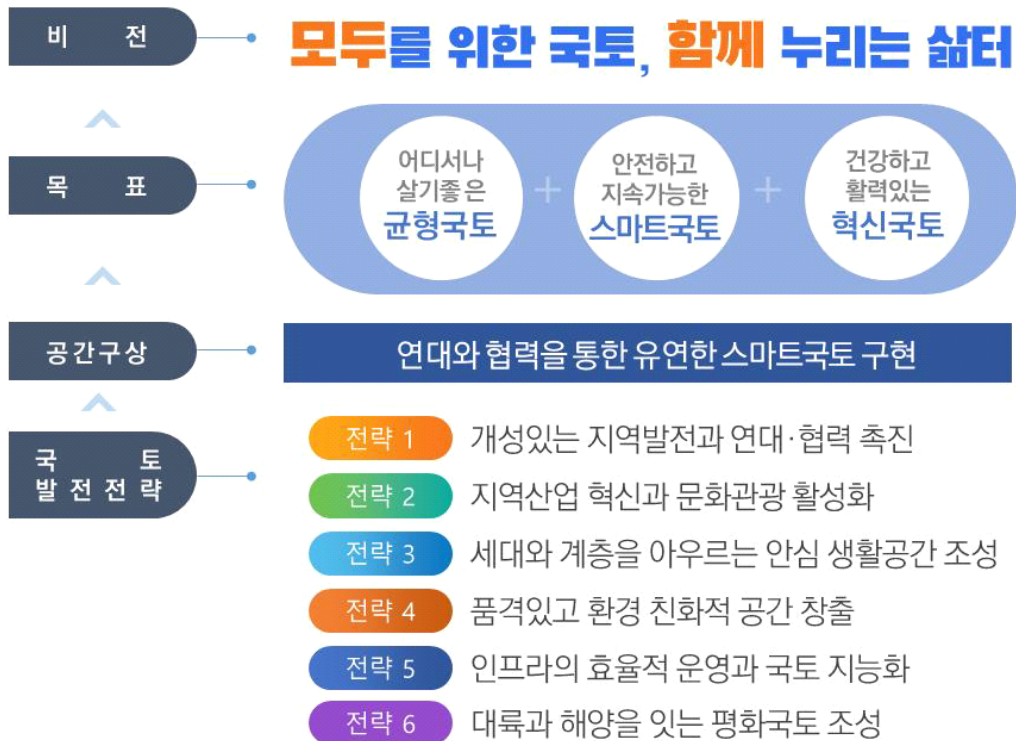 비 전
모두를 위한 국토, 함께 누리는 삶터
목 표
어디서나
살기좋은
균형국토
+
안전하고
지속가능한
스마트국토
+
건강하고
활력있는
혁신국토
공간구상
연대와 협력을 통한 유연한 스마트국토 구현
국 토
발 전 전 략
전략 1 개성있는 지역발전과 연대·협력 촉진
전략 2 지역산업 혁신과 문화관광 활성화
전략 3 세대와 계층을 아우르는 안심 생활공간 조성
전략 4 품격있고 환경 친화적 공간 창출
전략 5 인프라의 효율적 운영과 국토 지능화
전략 6 대륙과 해양을 잇는 평화국토 조성